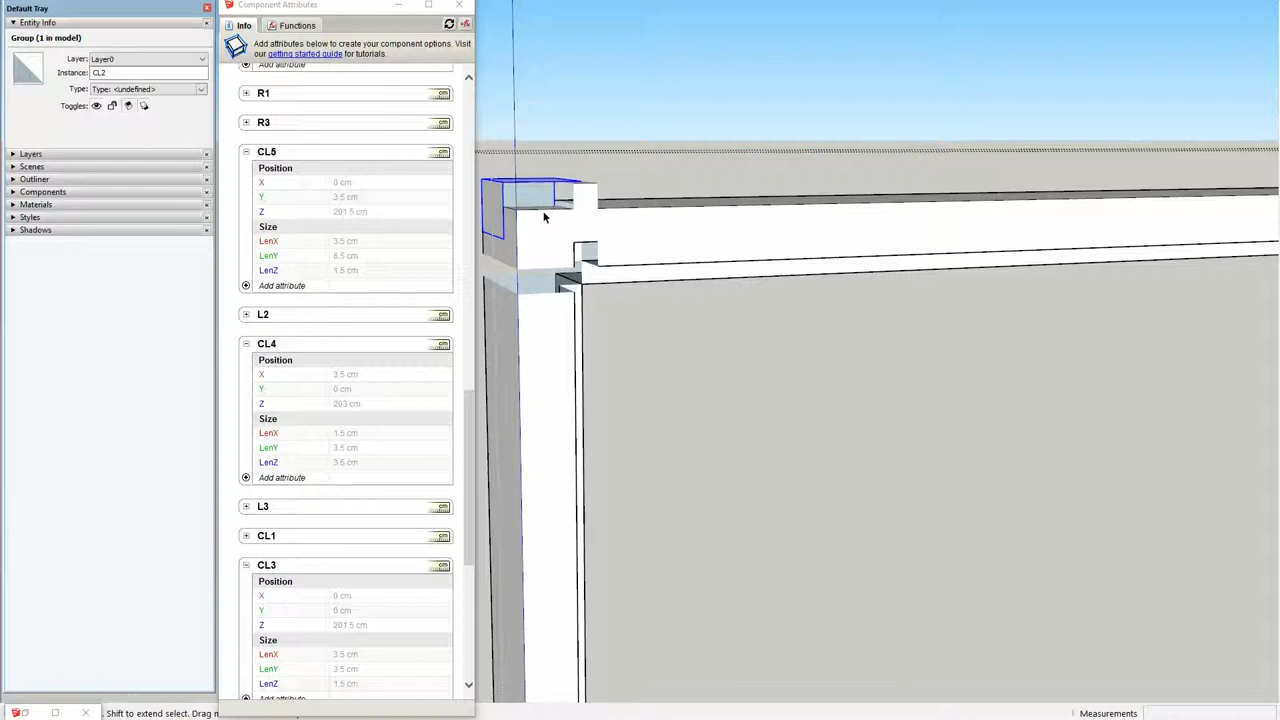 Default Tray
Entity Info
Group (1 in model)
Layer: Layer0
Instance: CL2
Type: Type: <undefined>
Toggles:
Layers
Scenes
Outliner
Components
Materials
Styles
Shadows
Component Attributes
Info
Functions
Add attributes below to create your component options. Visit
our getting started guide for tutorials.
Add attribute
R1
R3
CL5
Position
X 0 cm
Y 3.5 cm
Z 201.5 cm
Size
LenX 3.5 cm
LenY 6.5 cm
LenZ 1.5 cm
Add attribute
L2
CL4
Position
X 3.5 cm
Y 0 cm
Z 203 cm
Size
LenX 1.5 cm
LenY 3.5 cm
LenZ 3.5 cm
Add attribute
L3
CL1
CL3
Position
X 0 cm
Y 0 cm
Z 201.5 cm
Size
LenX 3.5 cm
LenY 3.5 cm
LenZ 1.5 cm
Add attribute
Shift to extend select. Drag m
Measurements